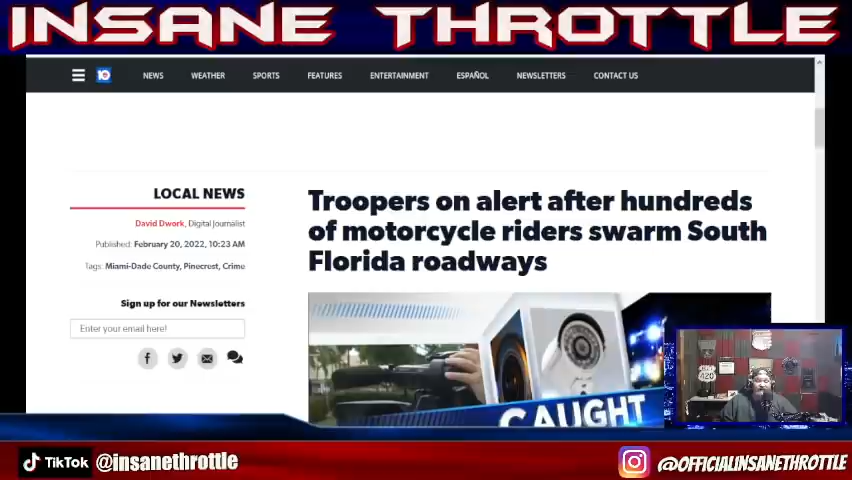 INSANE THROTTLE
10
NEWS
WEATHER
SPORTS
FEATURES
ENTERTAINMENT
ESPAÑOL
NEWSLETTERS
CONTACT US
LOCAL NEWS
David Dwork, Digital Journalist
Published: February 20, 2022, 10:23 AM
Tags: Miami-Dade County, Pinecrest, Crime
Sign up for our Newsletters
Enter your email here!
Troopers on alert after hundreds
of motorcycle riders swarm South
Florida roadways
CAUGHT
420
TikTok @insanethrottle
@OFFICIALINSANETHROTTLE